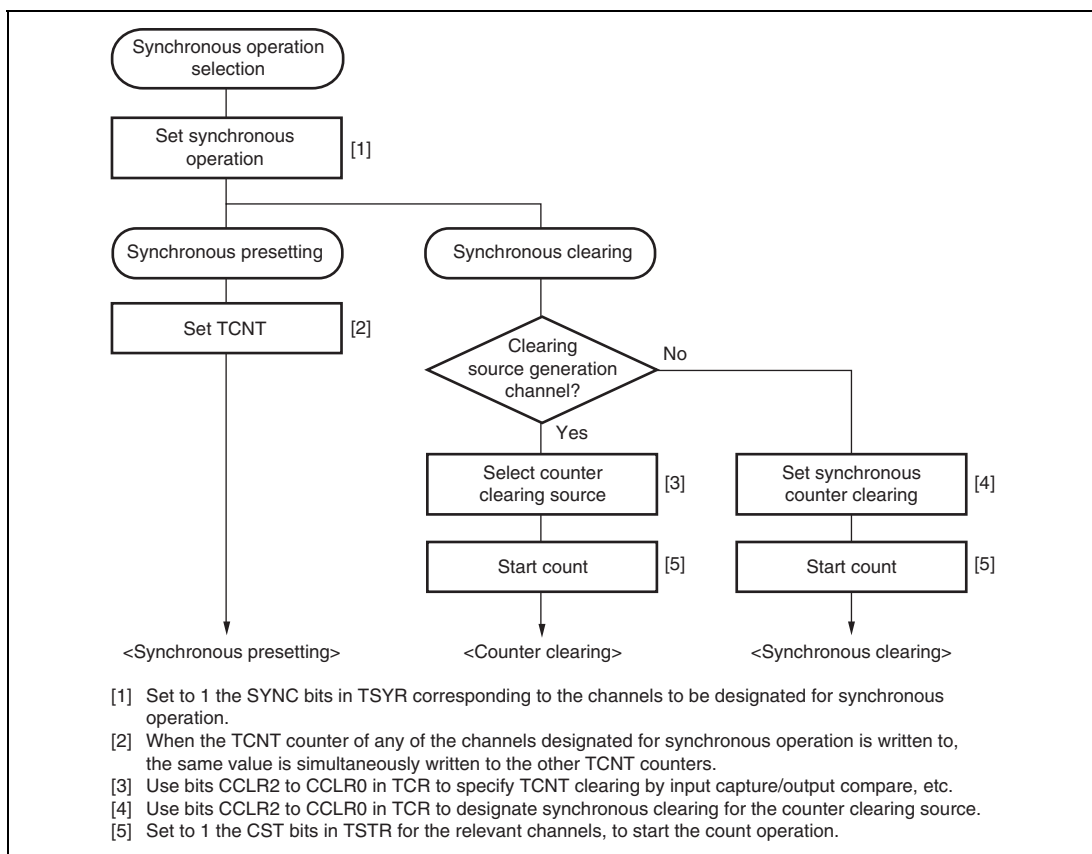 Synchronous operation
selection
Set synchronous
operation
[1]
Synchronous presetting
Synchronous clearing
Set TCNT
[2]
Clearing
source generation
channel?
No
Yes
Select counter
clearing source
[3]
Set synchronous
counter clearing
[4]
Start count
[5]
Start count
[5]
<Synchronous presetting>
<Counter clearing>
<Synchronous clearing>
[1] Set to 1 the SYNC bits in TSYR corresponding to the channels to be designated for synchronous
operation.
[2] When the TCNT counter of any of the channels designated for synchronous operation is written to,
the same value is simultaneously written to the other TCNT counters.
[3] Use bits CCLR2 to CCLR0 in TCR to specify TCNT clearing by input capture/output compare, etc.
[4] Use bits CCLR2 to CCLR0 in TCR to designate synchronous clearing for the counter clearing source.
[5] Set to 1 the CST bits in TSTR for the relevant channels, to start the count operation.